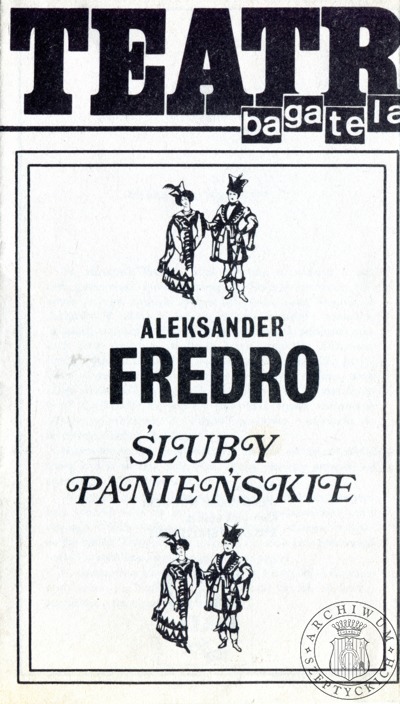 TEATR
bagatela
ALEKSANDER
FREDRO
ŚLUBY
PANIEŃSKIE
ARCHIWUM
SZEPTYCKICH